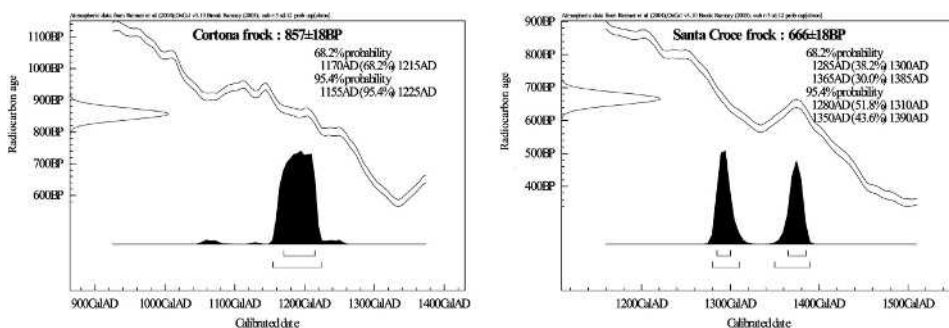 Cortona frock : 857±18BP
68.2% probability
1170AD (68.2%) 1215AD
95.4% probability
1155AD (95.4%) 1225AD
1100BP
1000BP
900BP
800BP
700BP
600BP
Radiocarbon age
900CalAD 1000CalAD 1100CalAD 1200CalAD 1300CalAD 1400CalAD
Calibrated date
Santa Croce frock : 666±18BP
68.2% probability
1285AD (38.2%) 1300AD
1365AD (30.0%) 1385AD
95.4% probability
1280AD (51.8%) 1310AD
1350AD (43.6%) 1390AD
900BP
800BP
700BP
600BP
500BP
400BP
Radiocarbon age
1200CalAD 1300CalAD 1400CalAD 1500CalAD
Calibrated date